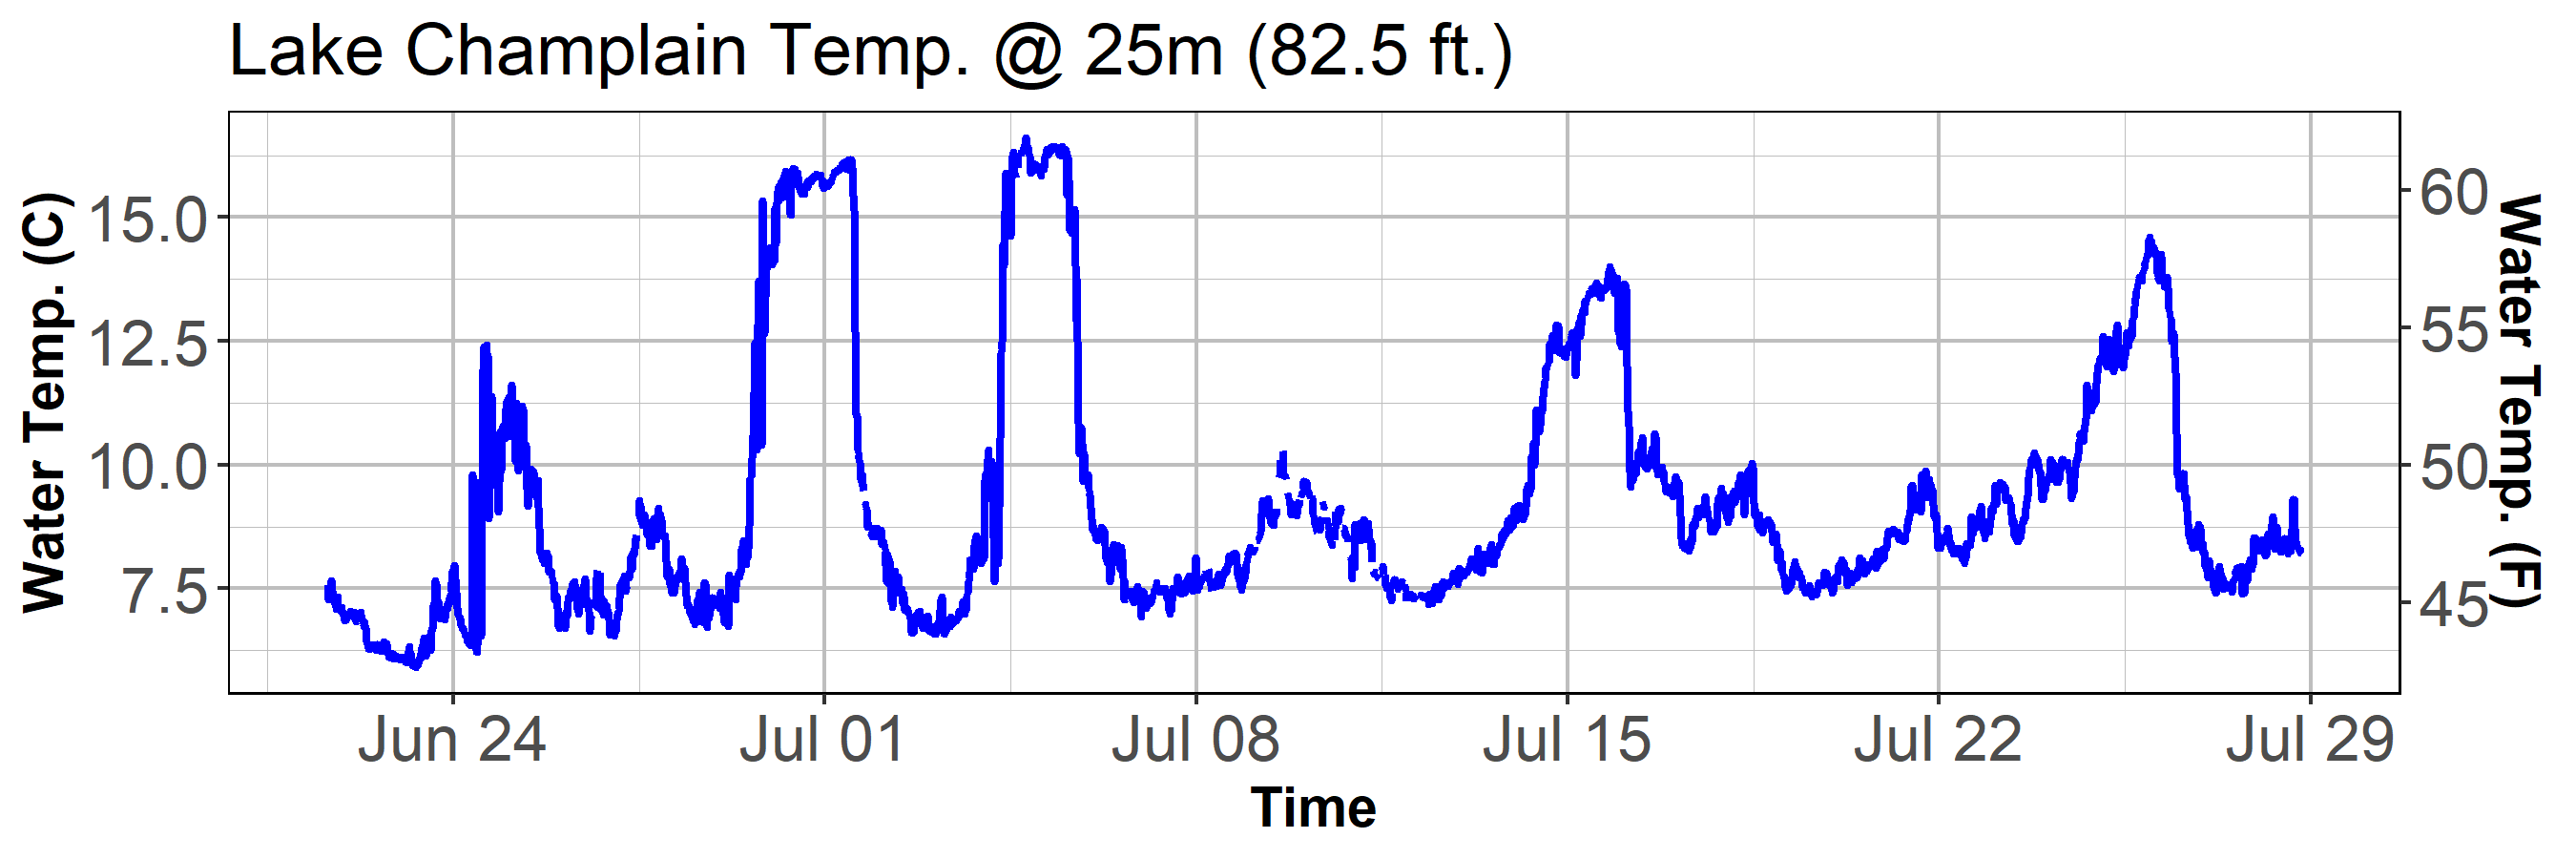 Lake Champlain Temp. @ 25m (82.5 ft.)
Water Temp. (C)
15.0
12.5
10.0
7.5
60
55
50
45
Water Temp. (F)
Jun 24 Jul 01 Jul 08 Jul 15 Jul 22 Jul 29
Time